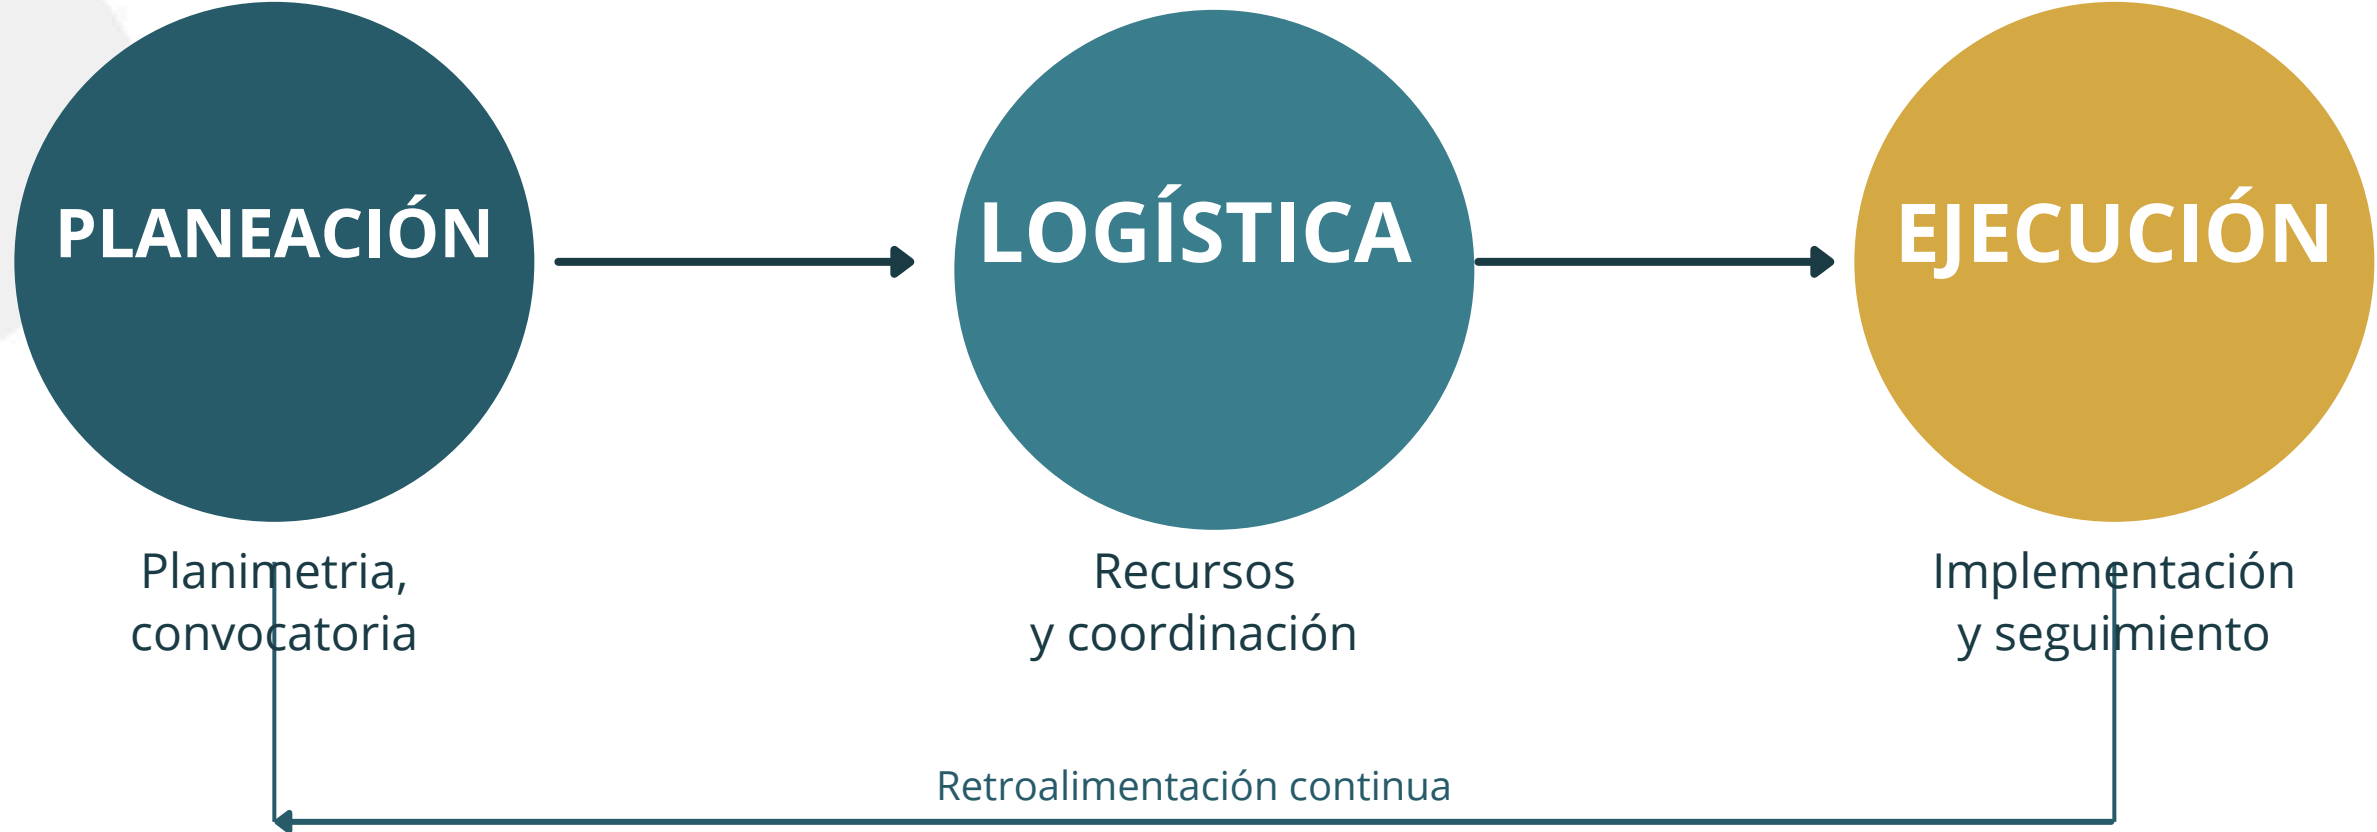 PLANEACIÓN
LOGÍSTICA
EJECUCIÓN
Planimetria,
convocatoria
Recursos
y coordinación
Implementación
y seguimiento
Retroalimentación continua